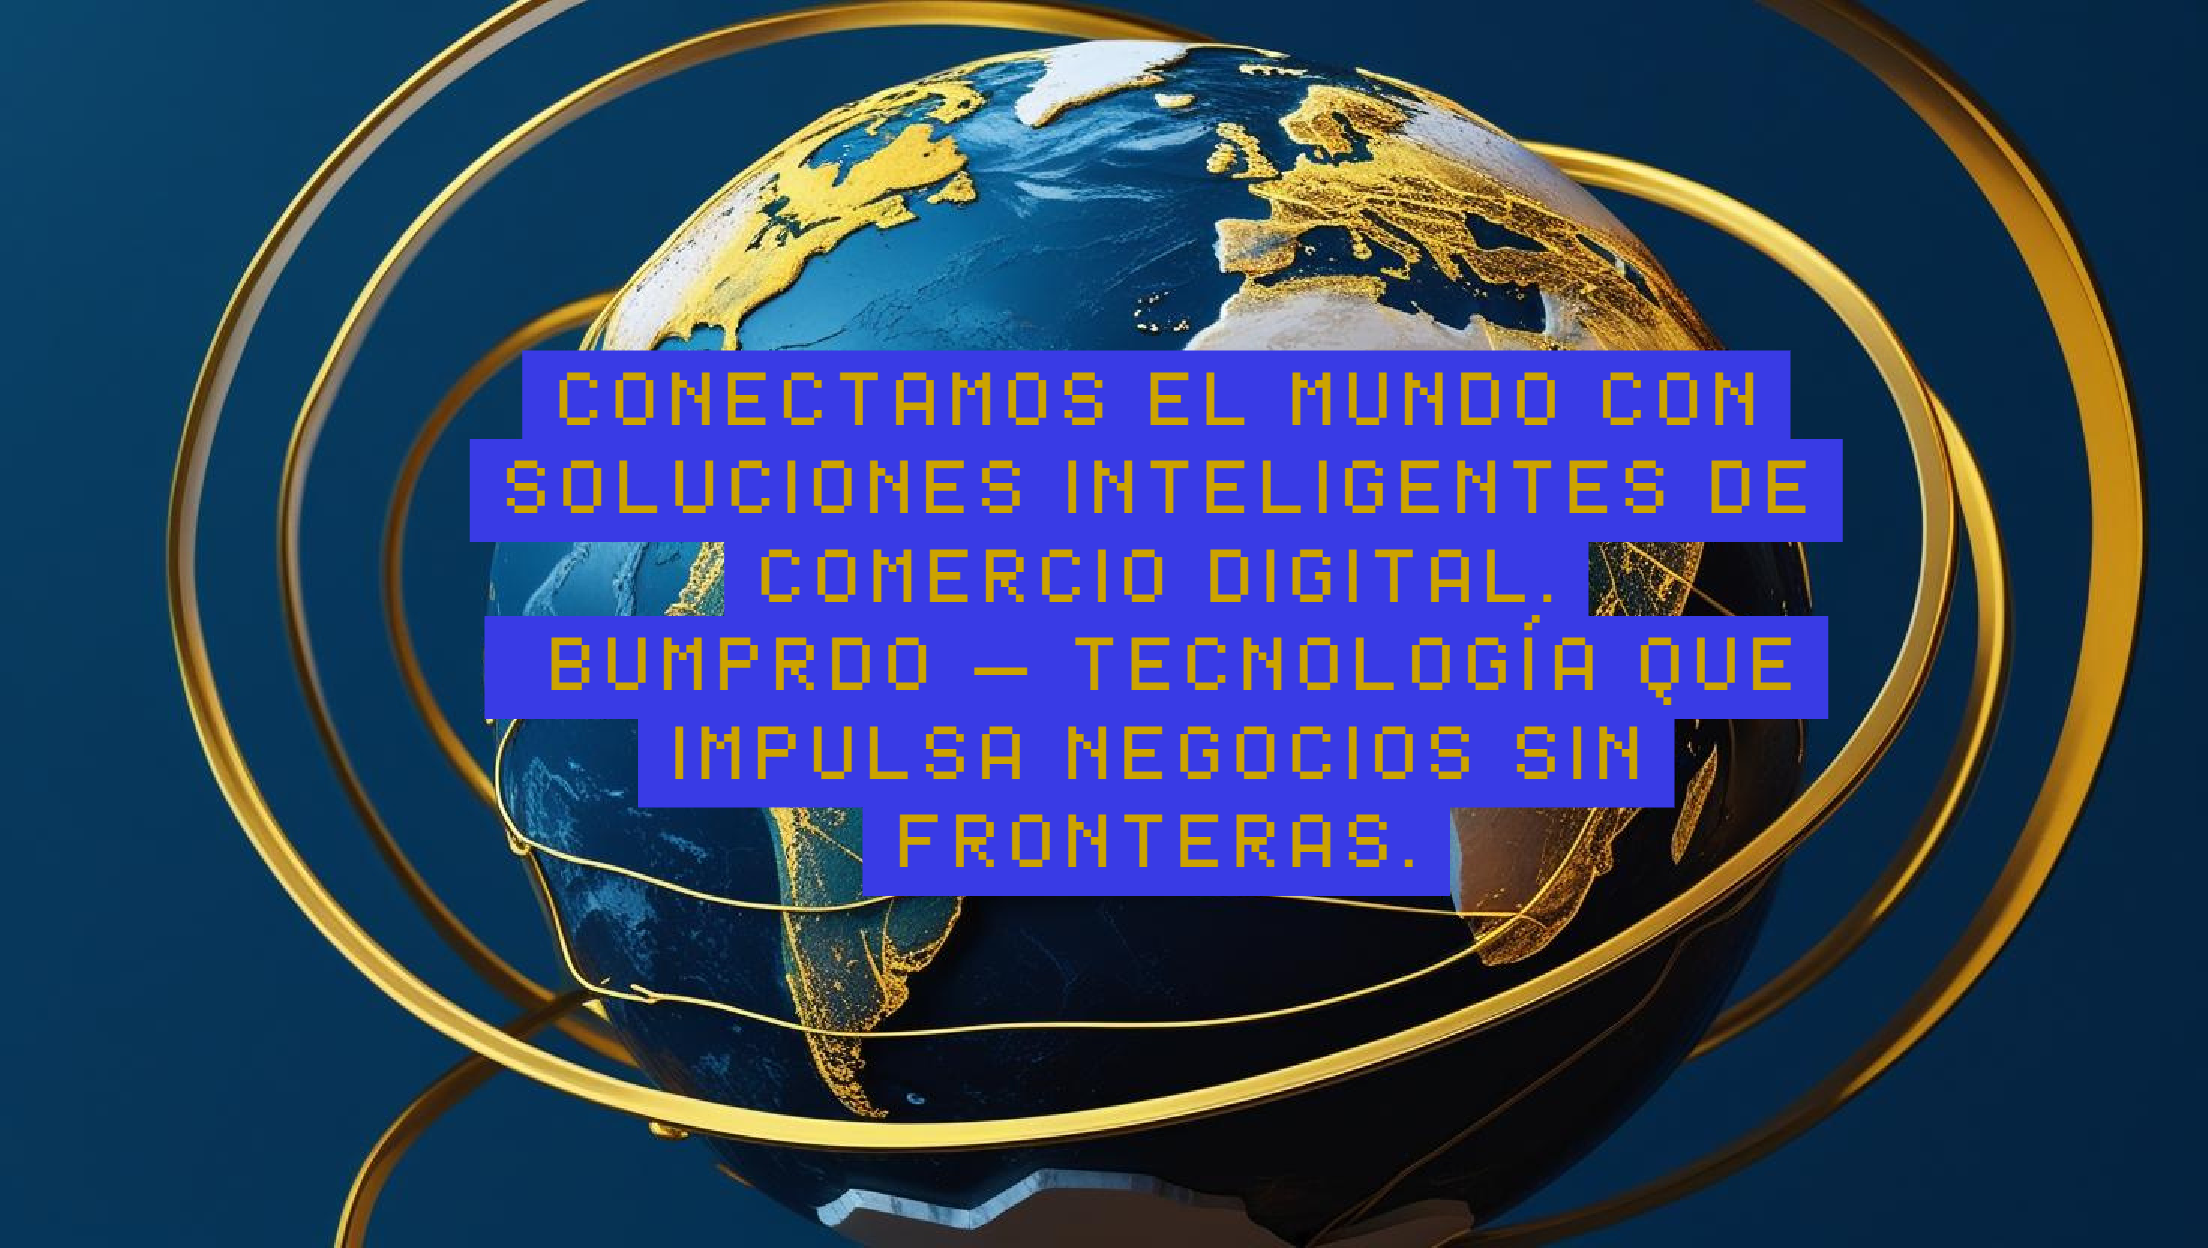 CONECTAMOS EL MUNDO CON
SOLUCIONES INTELIGENTES DE
COMERCIO DIGITAL.
BUMPRDO — TECNOLOGÍA QUE
IMPULSA NEGOCIOS SIN
FRONTERAS.